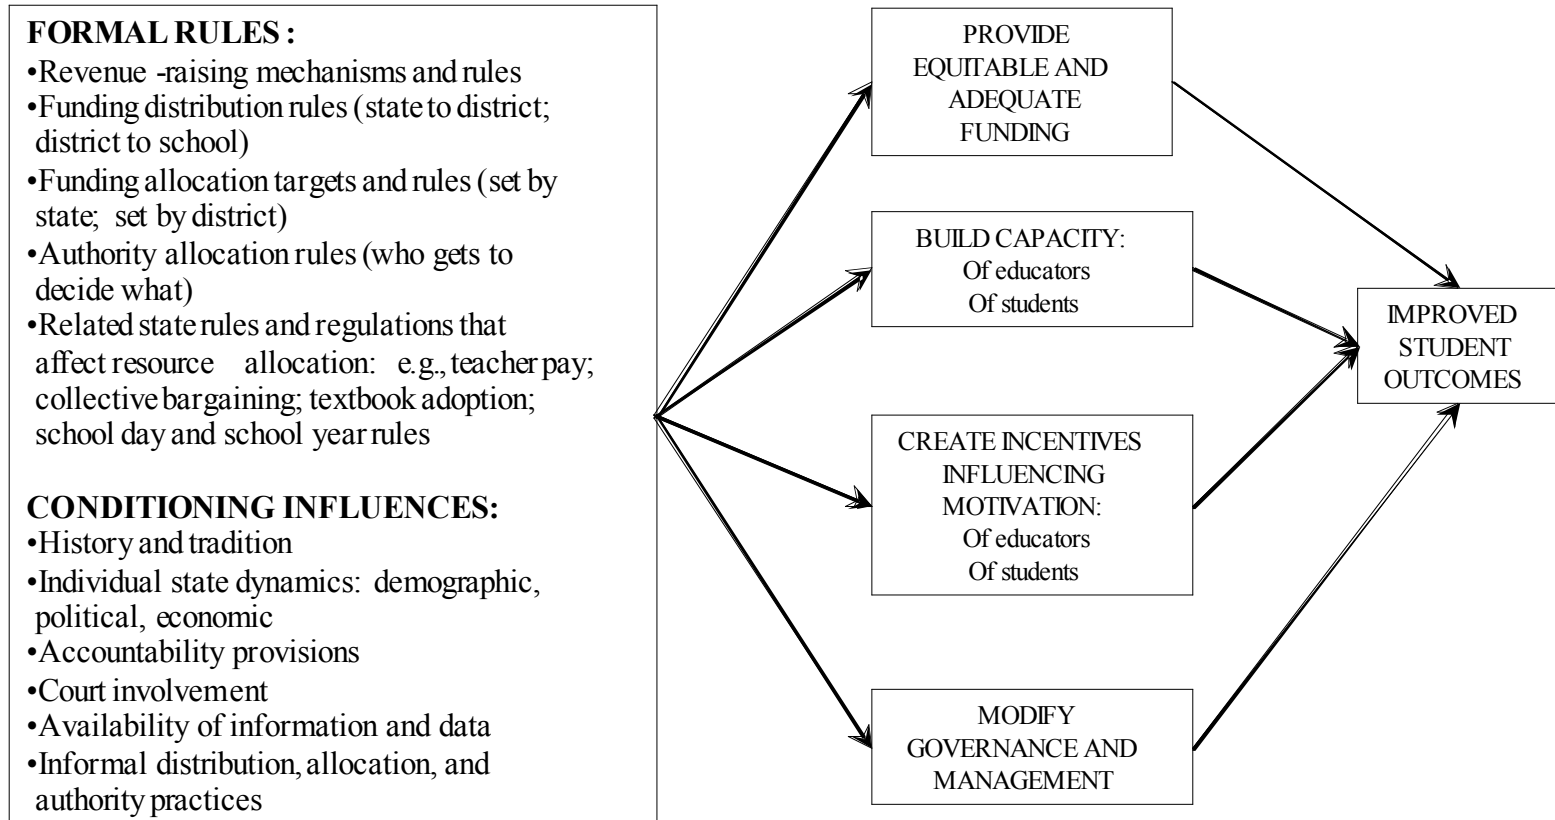 FORMAL RULES :
•Revenue -raising mechanisms and rules
•Funding distribution rules (state to district;
district to school)
•Funding allocation targets and rules (set by
state; set by district)
•Authority allocation rules (who gets to
decide what)
•Related state rules and regulations that
affect resource allocation: e.g., teacher pay;
collective bargaining; textbook adoption;
school day and school year rules
CONDITIONING INFLUENCES:
•History and tradition
•Individual state dynamics: demographic,
political, economic
•Accountability provisions
•Court involvement
•Availability of information and data
•Informal distribution, allocation, and
authority practices
PROVIDE
EQUITABLE AND
ADEQUATE
FUNDING
BUILD CAPACITY:
Of educators
Of students
CREATE INCENTIVES
INFLUENCING
MOTIVATION:
Of educators
Of students
MODIFY
GOVERNANCE AND
MANAGEMENT
IMPROVED
STUDENT
OUTCOMES